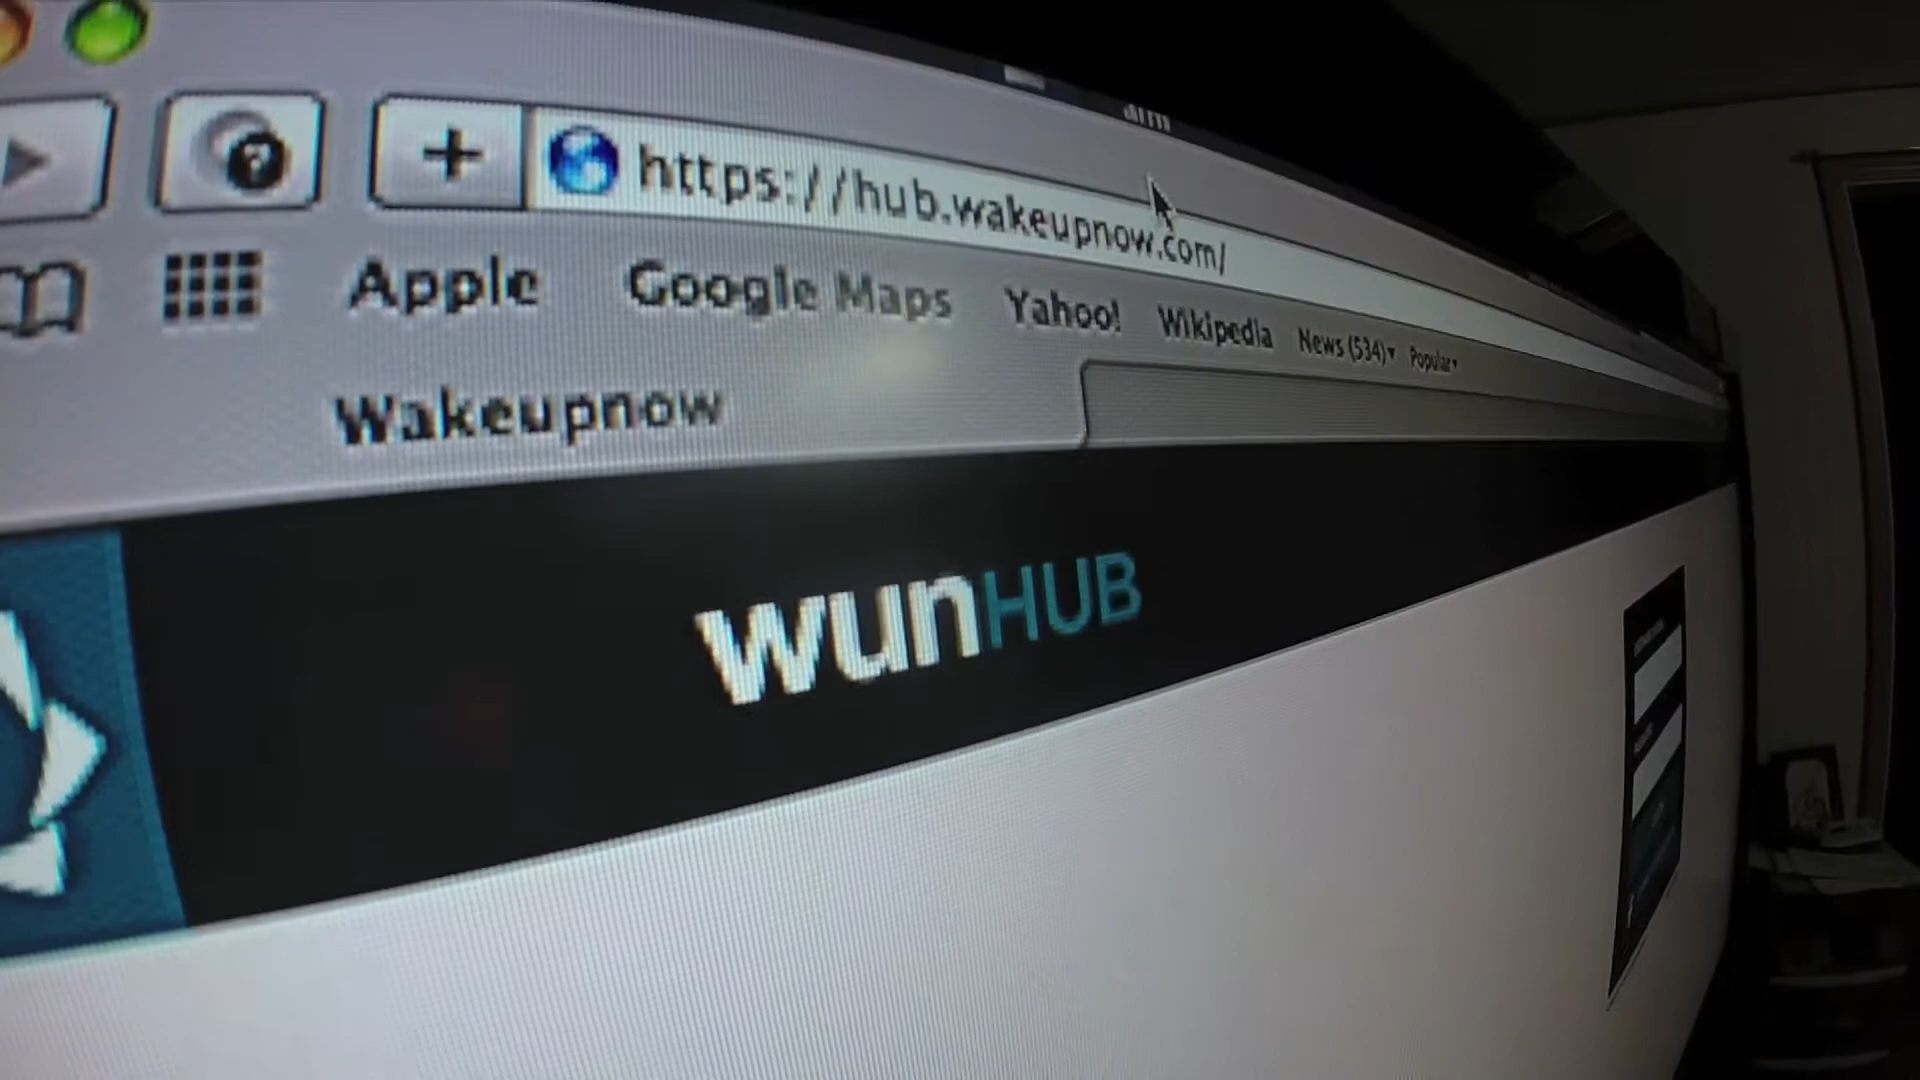 https://hub.wakeupnow.com/
Apple Google Maps Yahoo! Wikipedia News (534)▾ Popular▾
Wakeupnow
wunHUB